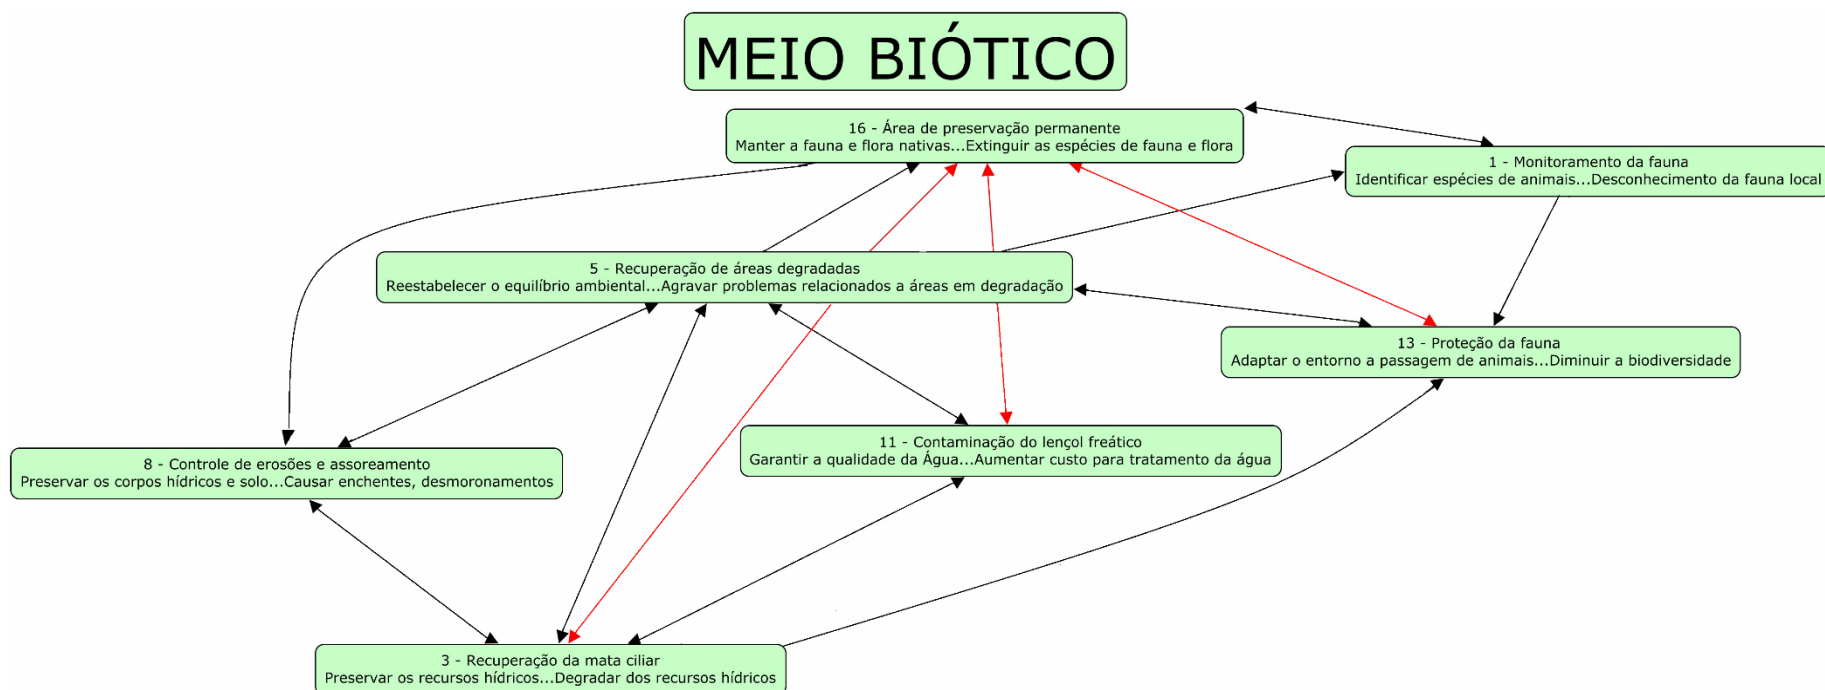 MEIO BIÓTICO
16 - Área de preservação permanente
Manter a fauna e flora nativas...Extinguir as espécies de fauna e flora
1 - Monitoramento da fauna
Identificar espécies de animais...Desconhecimento da fauna local
5 - Recuperação de áreas degradadas
Reestabelecer o equilíbrio ambiental...Agravar problemas relacionados a áreas em degradação
13 - Proteção da fauna
Adaptar o entorno a passagem de animais...Diminuir a biodiversidade
11 - Contaminação do lençol freático
Garantir a qualidade da Água...Aumentar custo para tratamento da água
8 - Controle de erosões e assoreamento
Preservar os corpos hídricos e solo...Causar enchentes, desmoronamentos
3 - Recuperação da mata ciliar
Preservar os recursos hídricos...Degradar dos recursos hídricos